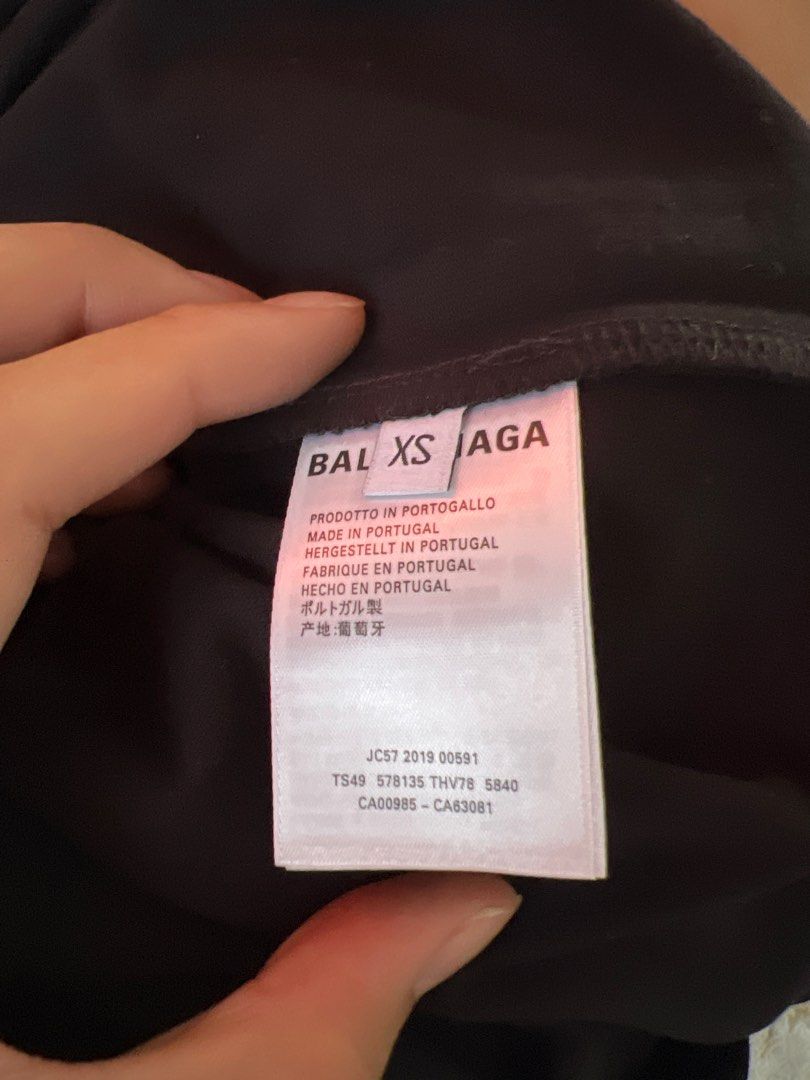 BAL XS IAGA
PRODOTTO IN PORTOGALLO
MADE IN PORTUGAL
HERGESTELLT IN PORTUGAL
FABRIQUE EN PORTUGAL
HECHO EN PORTUGAL
ポルトガル製
产地:葡萄牙
JC57 2019 00591
TS49 578135 THV78 5840
CA00985 – CA63081